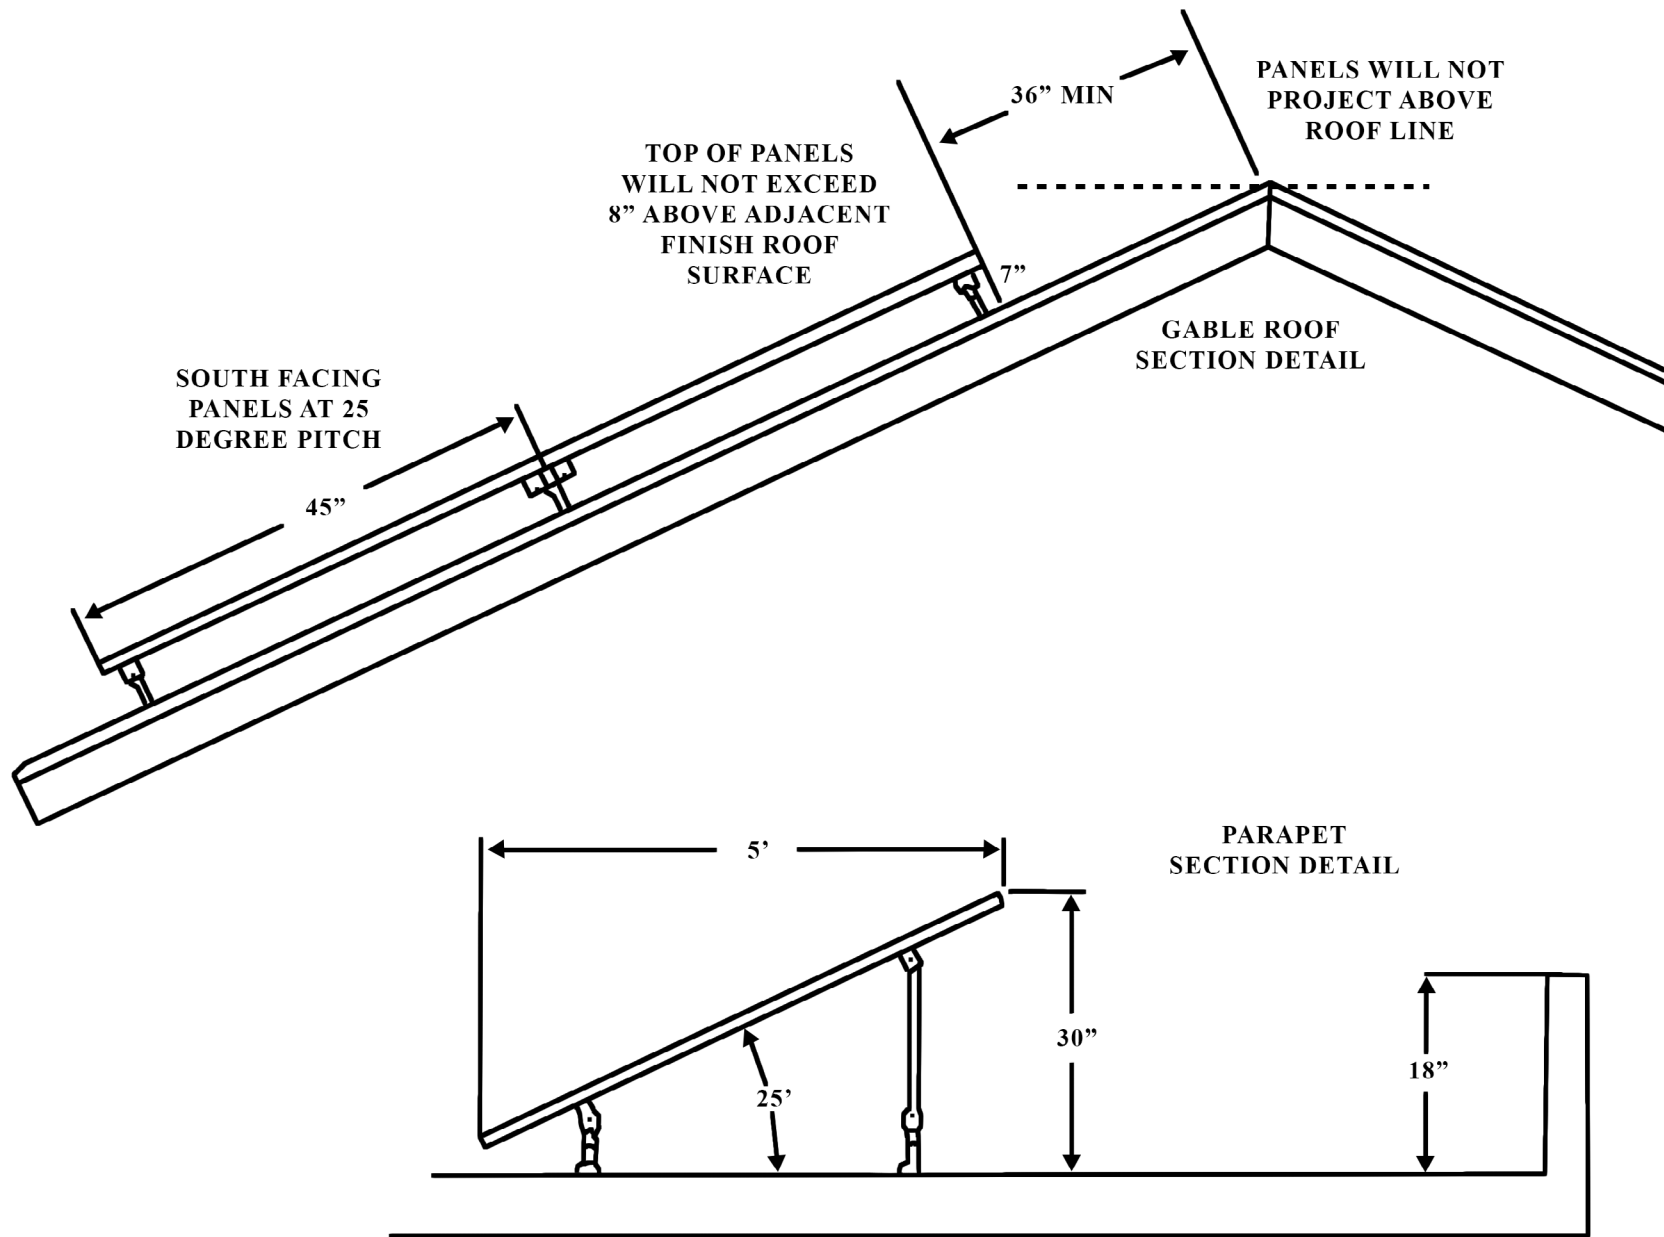 36” MIN
PANELS WILL NOT
PROJECT ABOVE
ROOF LINE
TOP OF PANELS
WILL NOT EXCEED
8” ABOVE ADJACENT
FINISH ROOF
SURFACE
7”
GABLE ROOF
SECTION DETAIL
SOUTH FACING
PANELS AT 25
DEGREE PITCH
45”
PARAPET
SECTION DETAIL
5’
30”
25’
18”